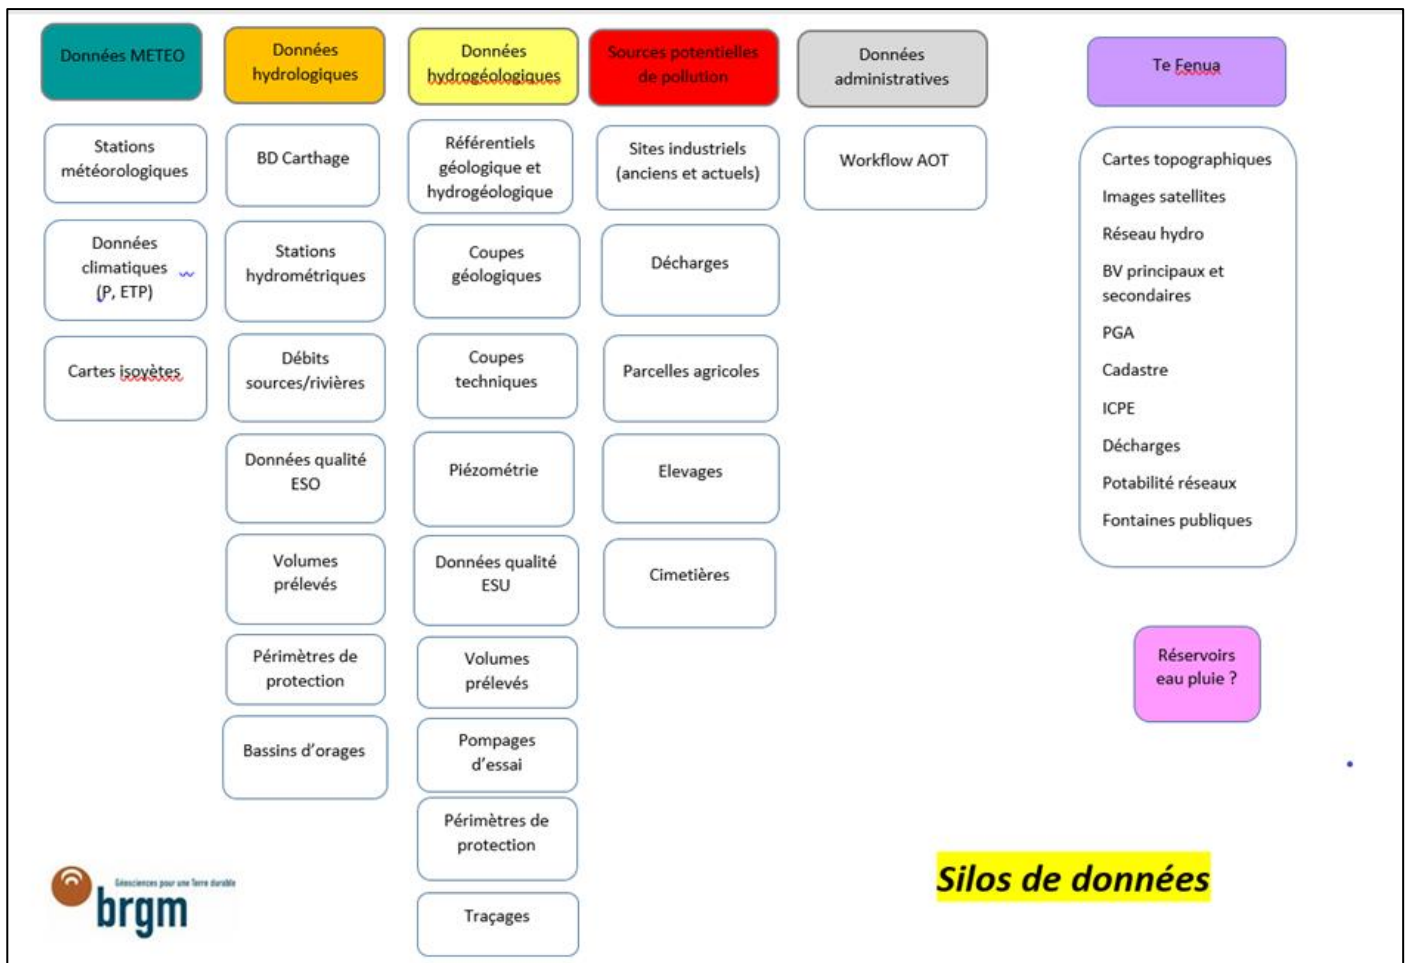 Données METEO
Stations
météorologiques
Données
climatiques
(P, ETP)
Cartes isoyètes
Données
hydrologiques
BD Carthage
Stations
hydrométriques
Débits
sources/rivières
Données qualité
ESO
Volumes
prélevés
Périmètres de
protection
Bassins d’orages
Données
hydrogéologiques
Référentiels
géologique et
hydrogéologique
Coupes
géologiques
Coupes
techniques
Piézométrie
Données qualité
ESU
Volumes
prélevés
Pompages
d’essai
Périmètres de
protection
Traçages
Sources potentielles
de pollution
Sites industriels
(anciens et actuels)
Décharges
Parcelles agricoles
Elevages
Cimetières
Données
administratives
Workflow AOT
Te Fenua
Cartes topographiques
Images satellites
Réseau hydro
BV principaux et
secondaires
PGA
Cadastre
ICPE
Décharges
Potabilité réseaux
Fontaines publiques
Réservoirs
eau pluie ?
Géosciences pour une Terre durable
brgm
Silos de données